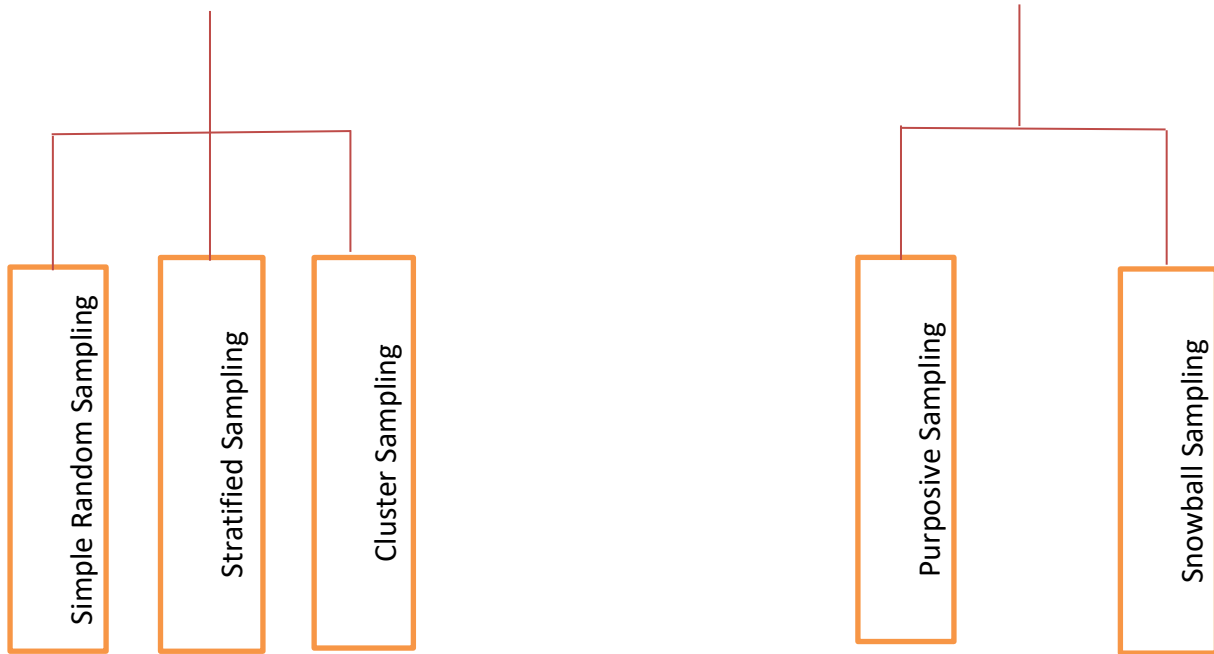 Simple Random Sampling
Stratified Sampling
Cluster Sampling
Purposive Sampling
Snowball Sampling